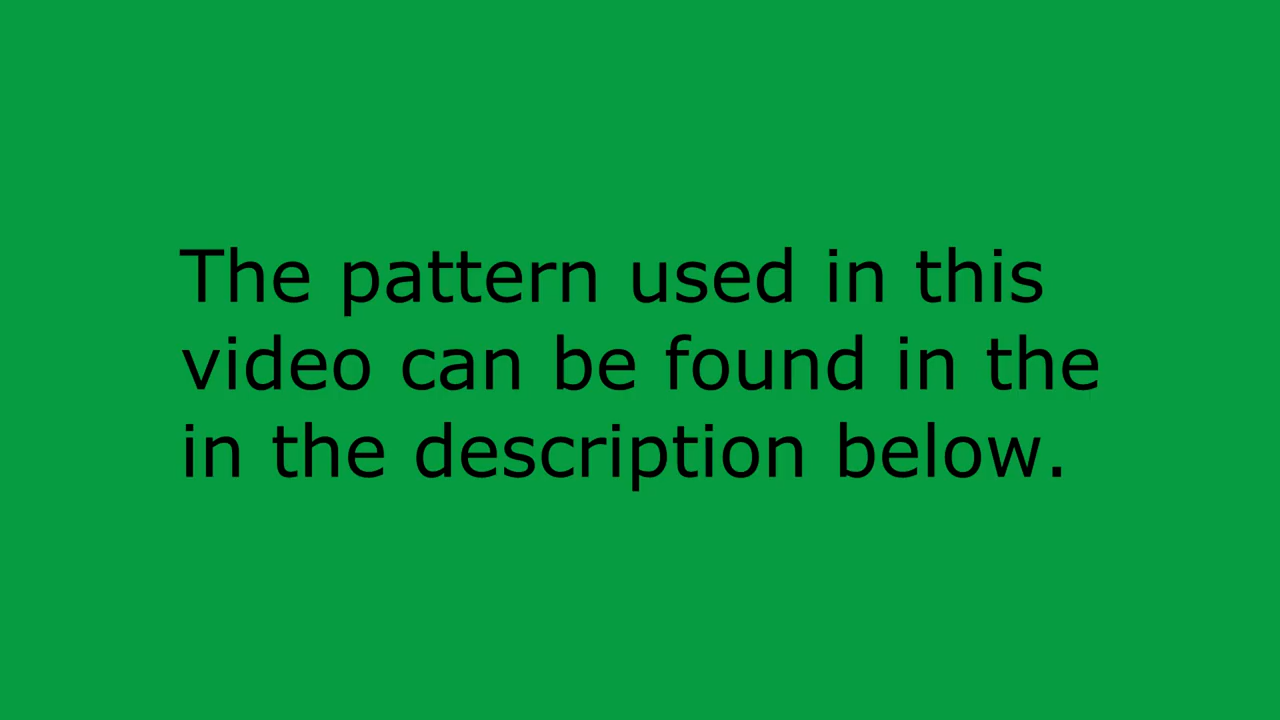 The pattern used in this
video can be found in the
in the description below.